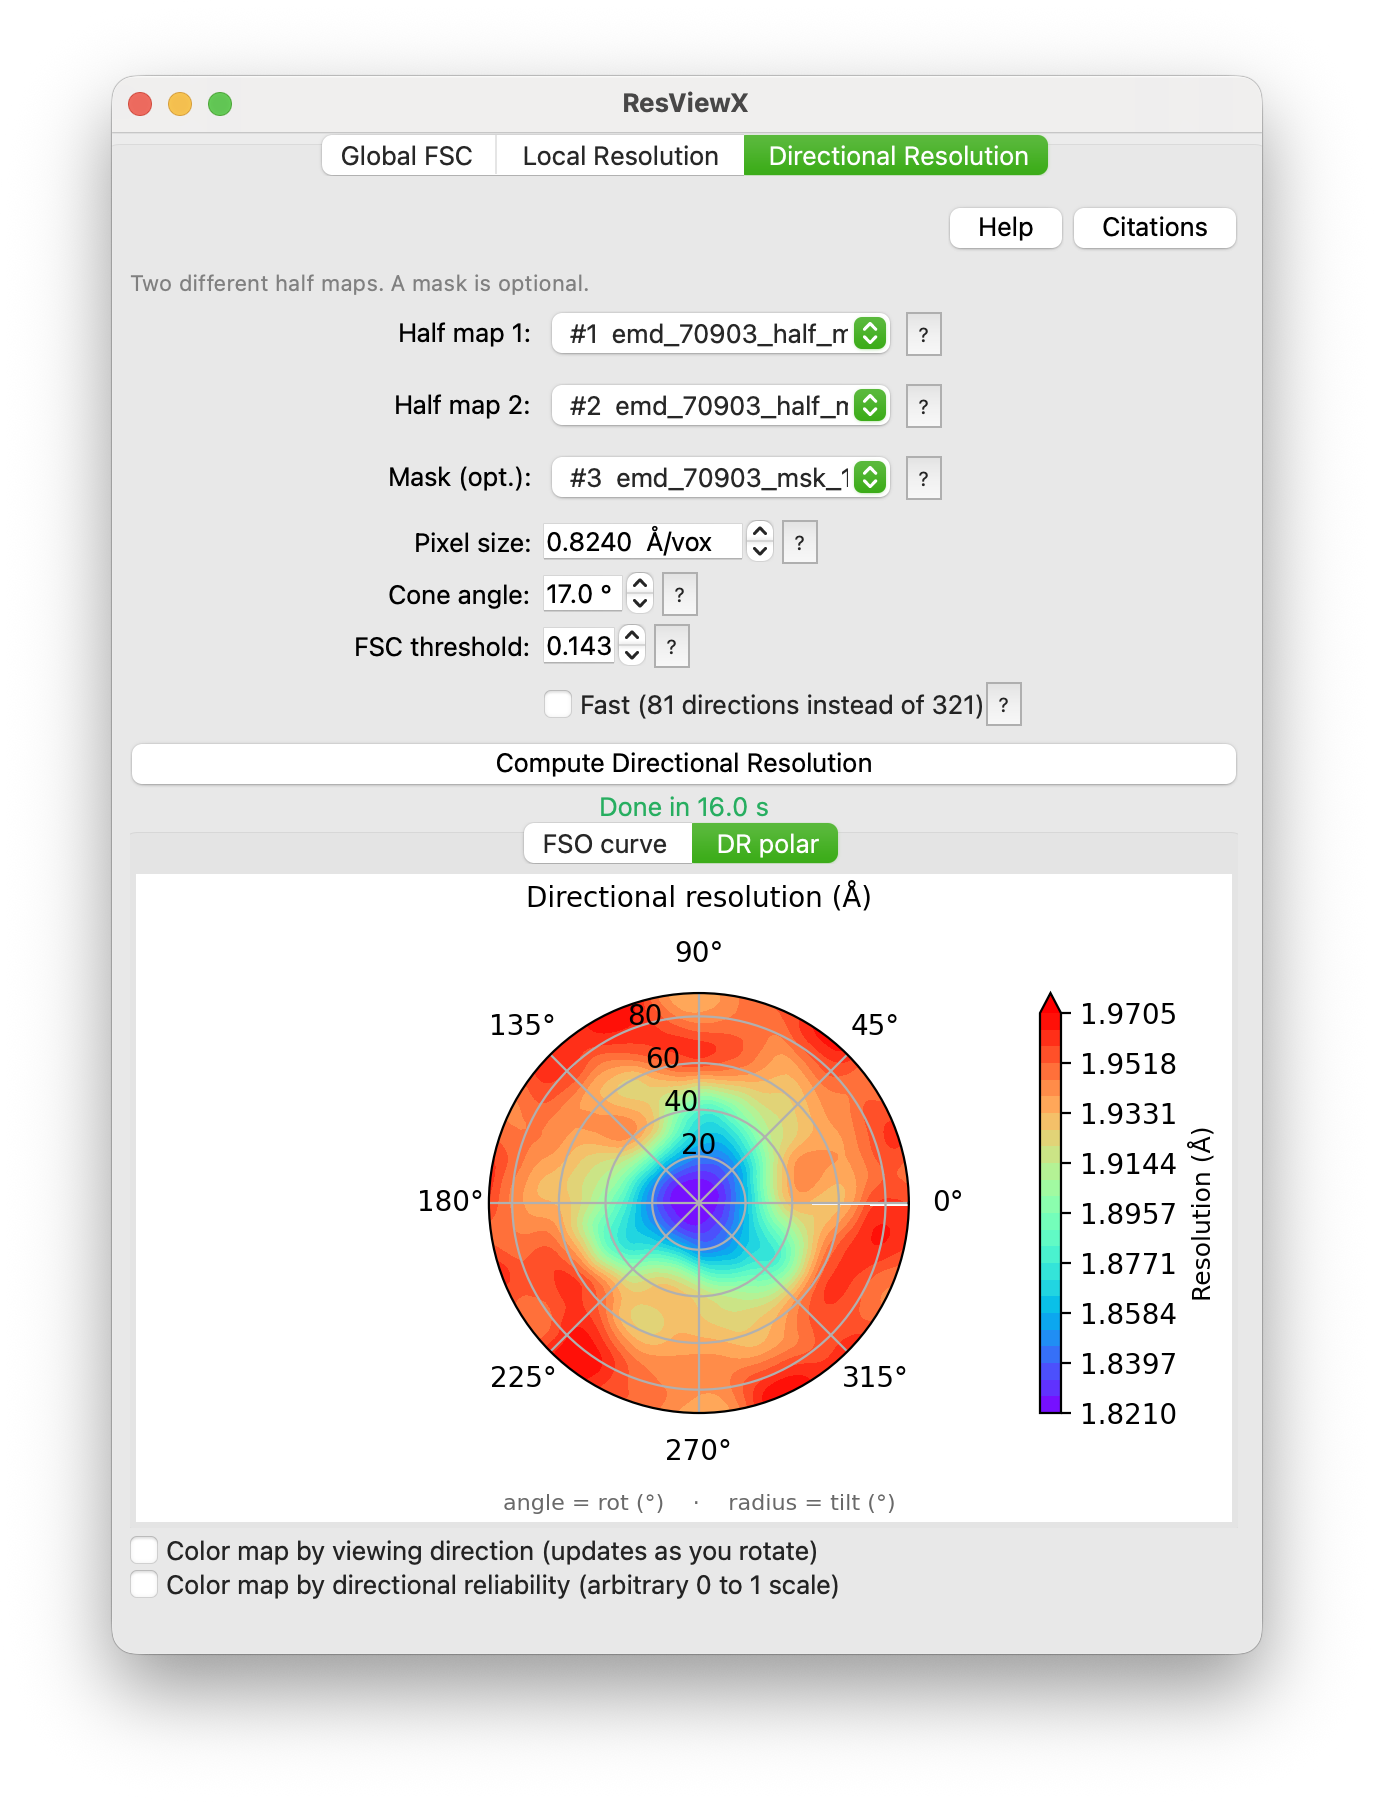 ResViewX
Global FSC Local Resolution Directional Resolution
Help Citations
Two different half maps. A mask is optional.
Half map 1: #1 emd_70903_half_m ?
Half map 2: #2 emd_70903_half_m ?
Mask (opt.): #3 emd_70903_msk_1 ?
Pixel size: 0.8240 Å/vox ?
Cone angle: 17.0 ° ?
FSC threshold: 0.143 ?
Fast (81 directions instead of 321) ?
Compute Directional Resolution
Done in 16.0 s
FSO curve DR polar
Directional resolution (Å)
90°
135° 45°
80
60
40
20
180° 0°
225° 315°
270°
1.9705
1.9518
1.9331
1.9144
1.8957
1.8771
1.8584
1.8397
1.8210
Resolution (Å)
angle = rot (°) · radius = tilt (°)
Color map by viewing direction (updates as you rotate)
Color map by directional reliability (arbitrary 0 to 1 scale)